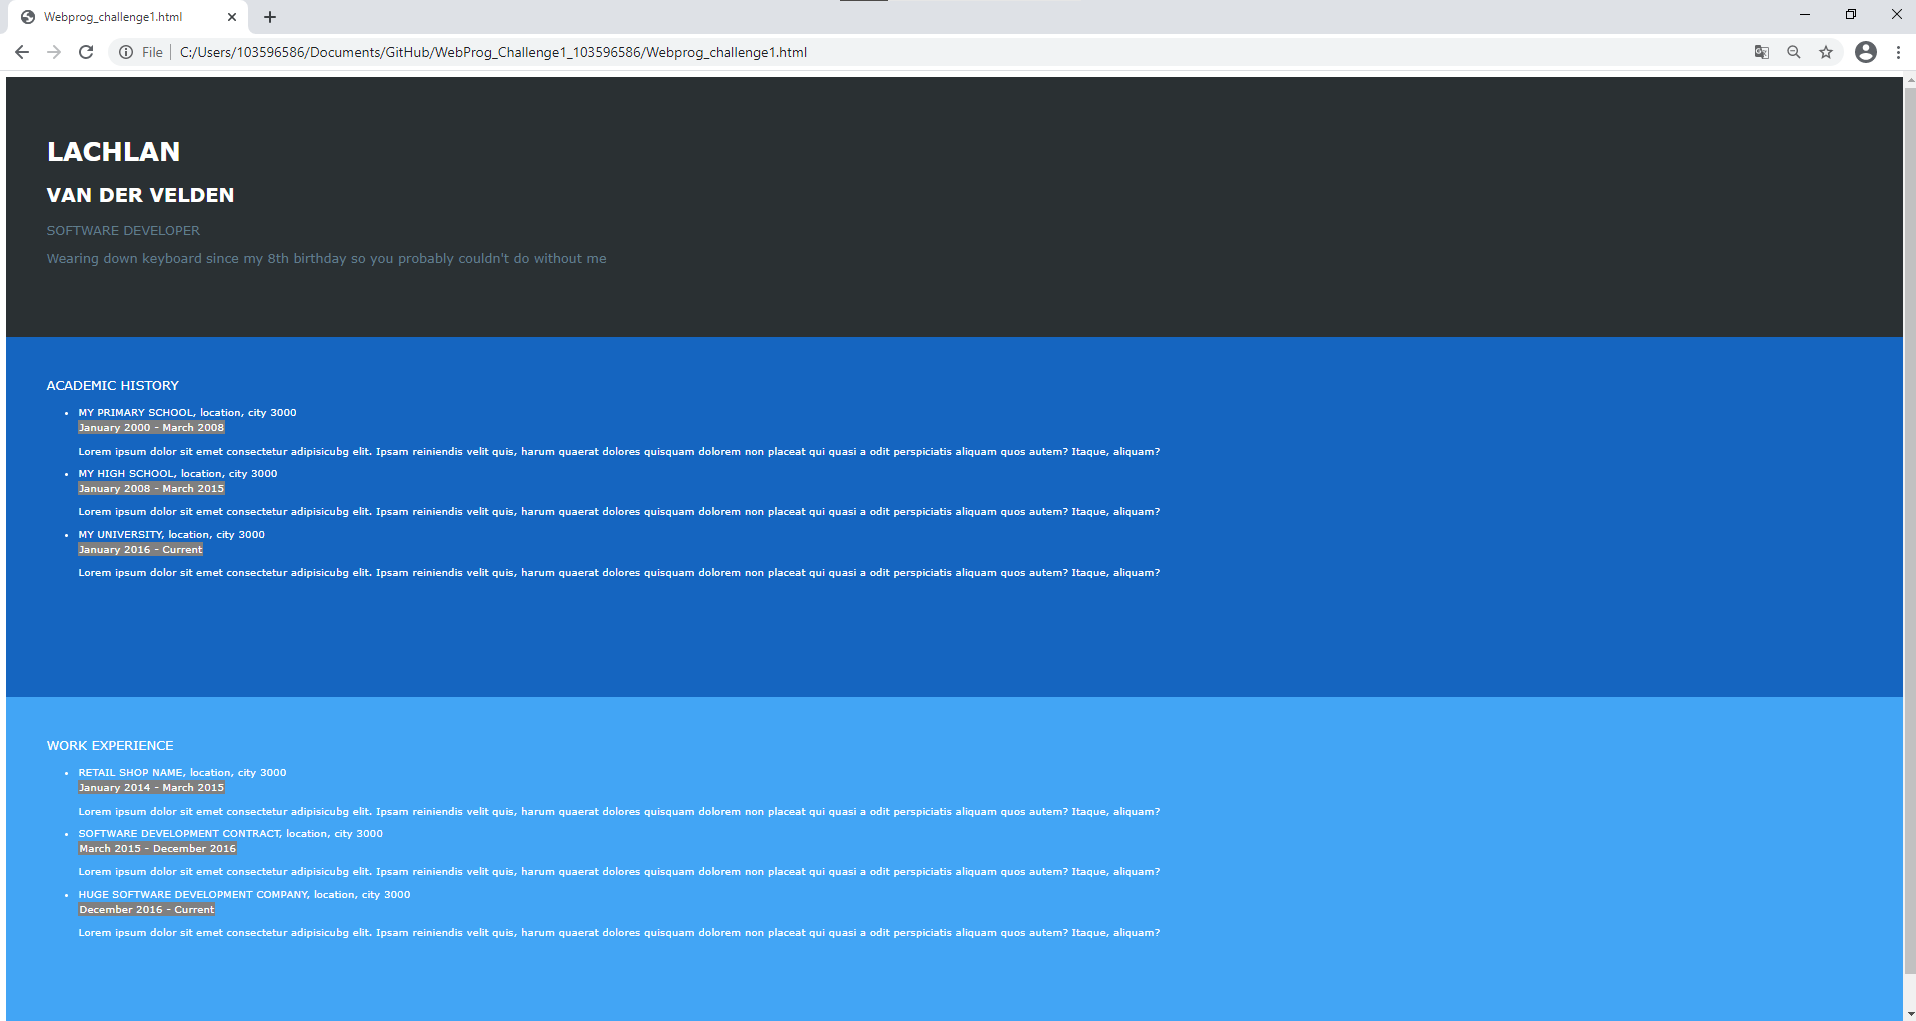 Webprog_challenge1.html
File C:/Users/103596586/Documents/GitHub/WebProg_Challenge1_103596586/Webprog_challenge1.html
LACHLAN
VAN DER VELDEN
SOFTWARE DEVELOPER
Wearing down keyboard since my 8th birthday so you probably couldn't do without me
ACADEMIC HISTORY
• MY PRIMARY SCHOOL, location, city 3000
January 2000 - March 2008
Lorem ipsum dolor sit emet consectetur adipisicubg elit. Ipsam reiniendis velit quis, harum quaerat dolores quisquam dolorem non placeat qui quasi a odit perspiciatis aliquam quos autem? Itaque, aliquam?
• MY HIGH SCHOOL, location, city 3000
January 2008 - March 2015
Lorem ipsum dolor sit emet consectetur adipisicubg elit. Ipsam reiniendis velit quis, harum quaerat dolores quisquam dolorem non placeat qui quasi a odit perspiciatis aliquam quos autem? Itaque, aliquam?
• MY UNIVERSITY, location, city 3000
January 2016 - Current
Lorem ipsum dolor sit emet consectetur adipisicubg elit. Ipsam reiniendis velit quis, harum quaerat dolores quisquam dolorem non placeat qui quasi a odit perspiciatis aliquam quos autem? Itaque, aliquam?
WORK EXPERIENCE
• RETAIL SHOP NAME, location, city 3000
January 2014 - March 2015
Lorem ipsum dolor sit emet consectetur adipisicubg elit. Ipsam reiniendis velit quis, harum quaerat dolores quisquam dolorem non placeat qui quasi a odit perspiciatis aliquam quos autem? Itaque, aliquam?
• SOFTWARE DEVELOPMENT CONTRACT, location, city 3000
March 2015 - December 2016
Lorem ipsum dolor sit emet consectetur adipisicubg elit. Ipsam reiniendis velit quis, harum quaerat dolores quisquam dolorem non placeat qui quasi a odit perspiciatis aliquam quos autem? Itaque, aliquam?
• HUGE SOFTWARE DEVELOPMENT COMPANY, location, city 3000
December 2016 - Current
Lorem ipsum dolor sit emet consectetur adipisicubg elit. Ipsam reiniendis velit quis, harum quaerat dolores quisquam dolorem non placeat qui quasi a odit perspiciatis aliquam quos autem? Itaque, aliquam?